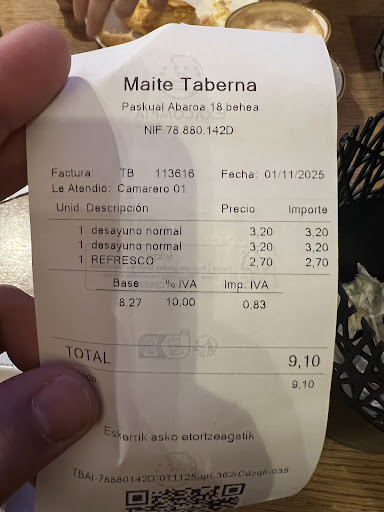 Maite Taberna
Paskual Abaroa 18 behea
NIF 78.880.142D
Factura: TB 113616 Fecha: 01/11/2025
Le Atendió: Camarero 01
Unid. Descripción Precio Importe
1 desayuno normal 3,20 3,20
1 desayuno normal 3,20 3,20
1 REFRESCO 2,70 2,70
Base % IVA Imp. IVA
8,27 10,00 0,83
TOTAL 9,10
9,10
Eskerrik asko etortzeagatik